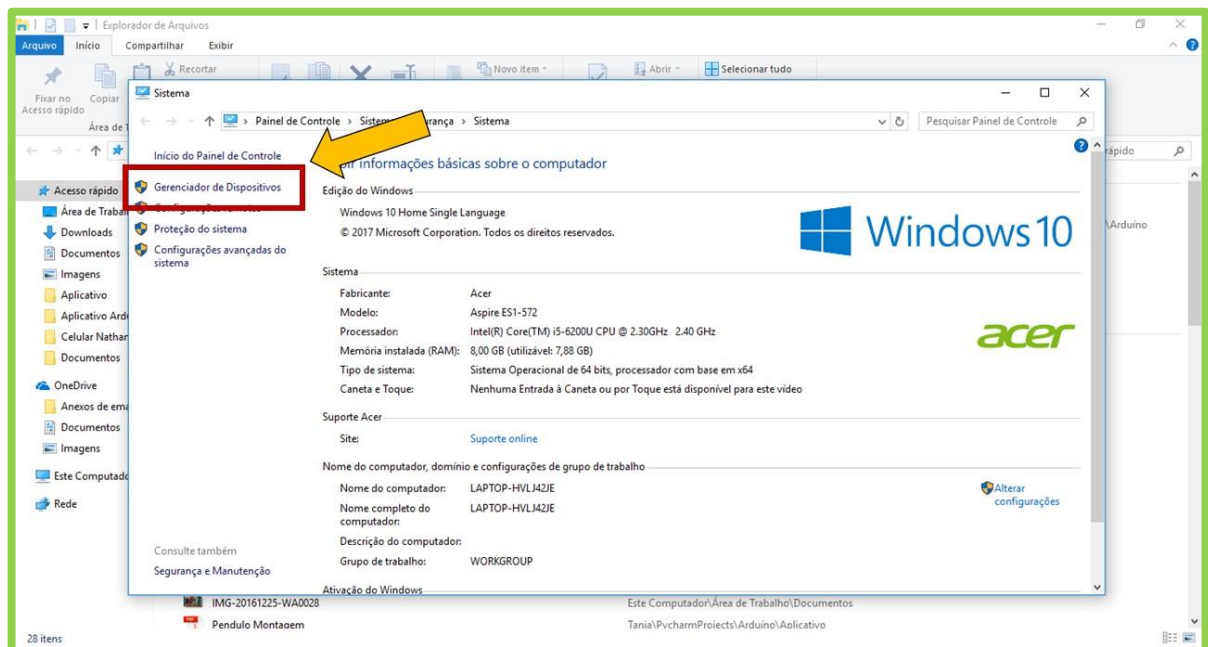 Explorador de Arquivos
Arquivo Início Compartilhar Exibir
Recortar
Novo item
Abrir
Selecionar tudo
Fixar no
Acesso rápido
Copiar
Área de
Sistema
Painel de Controle › Sistema › Sistema
Pesquisar Painel de Controle
rápido
Início do Painel de Controle
Gerenciador de Dispositivos
Proteção do sistema
Configurações avançadas do
sistema
Consulte também
Segurança e Manutenção
informações básicas sobre o computador
Edição do Windows
Windows 10 Home Single Language
© 2017 Microsoft Corporation. Todos os direitos reservados.
Windows 10
Sistema
Fabricante: Acer
Modelo: Aspire ES1-572
Processador: Intel(R) Core(TM) i5-6200U CPU @ 2.30GHz 2.40 GHz
Memória instalada (RAM): 8,00 GB (utilizável: 7,88 GB)
Tipo de sistema: Sistema Operacional de 64 bits, processador com base em x64
Caneta e Toque: Nenhuma Entrada à Caneta ou por Toque está disponível para este vídeo
acer
Suporte Acer
Site: Suporte online
Nome do computador, domínio e configurações de grupo de trabalho
Nome do computador: LAPTOP-HVLJ42JE
Nome completo do
computador: LAPTOP-HVLJ42JE
Descrição do computador:
Grupo de trabalho: WORKGROUP
Alterar
configurações
Ativação do Windows
Acesso rápido
Área de Trabal
Downloads
Documentos
Imagens
Aplicativo
Aplicativo Ardu
Celular Nathan
Documentos
OneDrive
Anexos de ema
Documentos
Imagens
Este Computado
Rede
\Arduíno
IMG-20161225-WA0028 Este Computador\Área de Trabalho\Documentos
Pendulo Montagem Tania\PycharmProjects\Arduíno\Aplicativo
28 itens